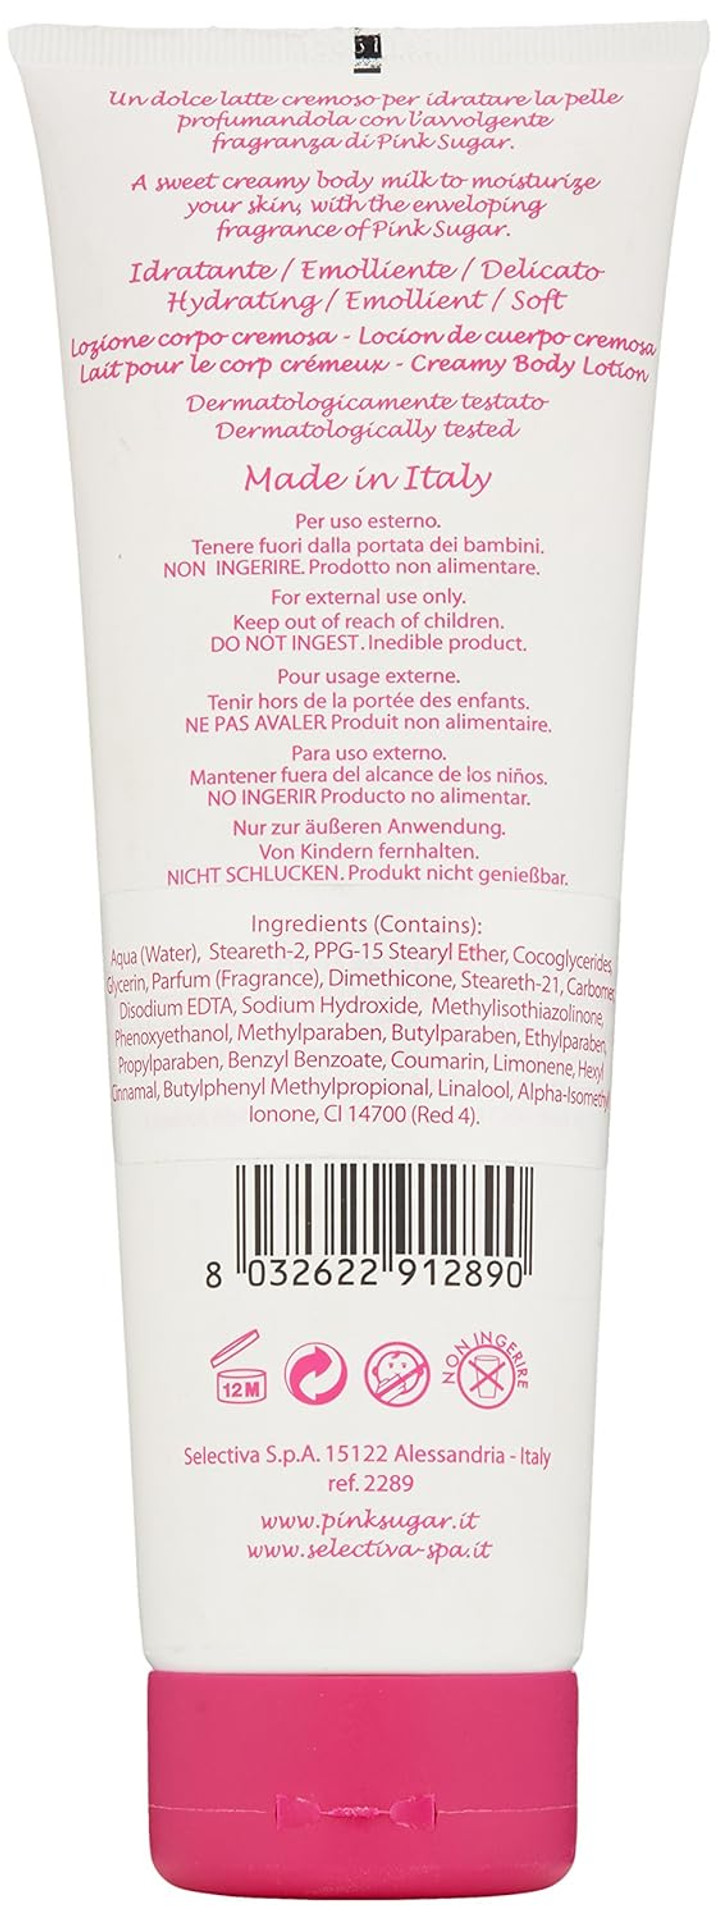 Un dolce latte cremoso per idratare la pelle
profumandola con l'avvolgente
fragranza di Pink Sugar.
A sweet creamy body milk to moisturize
your skin, with the enveloping
fragrance of Pink Sugar.
Idratante / Emolliente / Delicato
Hydrating / Emollient / Soft
Lozione corpo cremosa - Locion de cuerpo cremosa
Lait pour le corp crémeux - Creamy Body Lotion
Dermatologicamente testato
Dermatologically tested
Made in Italy
Per uso esterno.
Tenere fuori dalla portata dei bambini.
NON INGERIRE. Prodotto non alimentare.
For external use only.
Keep out of reach of children.
DO NOT INGEST. Inedible product.
Pour usage externe.
Tenir hors de la portée des enfants.
NE PAS AVALER Produit non alimentaire.
Para uso externo.
Mantener fuera del alcance de los niños.
NO INGERIR Producto no alimentar.
Nur zur äußeren Anwendung.
Von Kindern fernhalten.
NICHT SCHLUCKEN. Produkt nicht genießbar.
Ingredients (Contains):
Aqua (Water), Steareth-2, PPG-15 Stearyl Ether, Cocoglycerides,
Glycerin, Parfum (Fragrance), Dimethicone, Steareth-21, Carbomer,
Disodium EDTA, Sodium Hydroxide, Methylisothiazolinone,
Phenoxyethanol, Methylparaben, Butylparaben, Ethylparaben,
Propylparaben, Benzyl Benzoate, Coumarin, Limonene, Hexyl
Cinnamal, Butylphenyl Methylpropional, Linalool, Alpha-Isomethyl
Ionone, CI 14700 (Red 4).
8 032622 912890
12M
NON INGERIRE
Selectiva S.p.A. 15122 Alessandria - Italy
ref. 2289
www.pinksugar.it
www.selectiva-spa.it